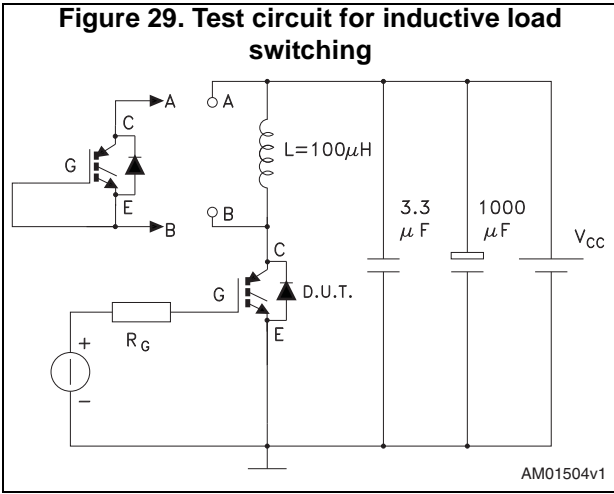 Figure 29. Test circuit for inductive load
switching
A
A
C
G
E
B
B
L=100μH
3.3
μF
1000
μF
VCC
C
G
D.U.T.
E
RG
+
-
AM01504v1